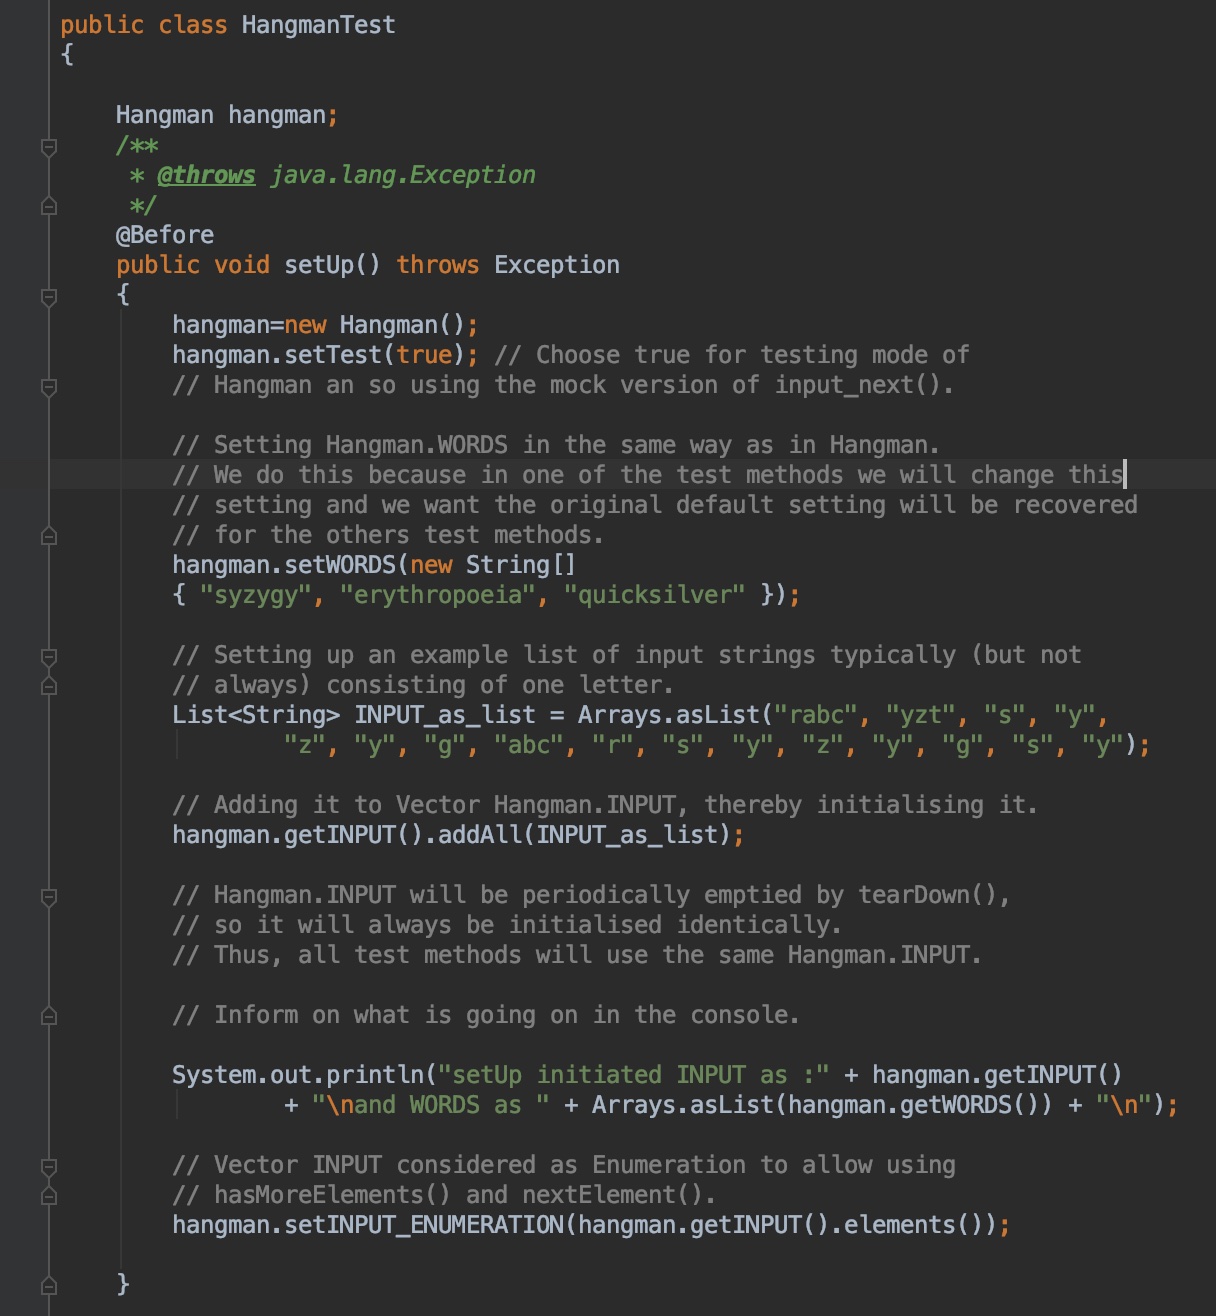 public class HangmanTest
{
Hangman hangman;
/**
* @throws java.lang.Exception
*/
@Before
public void setUp() throws Exception
{
hangman=new Hangman();
hangman.setTest(true); // Choose true for testing mode of
// Hangman an so using the mock version of input_next().
// Setting Hangman.WORDS in the same way as in Hangman.
// We do this because in one of the test methods we will change this
// setting and we want the original default setting will be recovered
// for the others test methods.
hangman.setWORDS(new String[]
{ "syzygy", "erythropoeia", "quicksilver" });
// Setting up an example list of input strings typically (but not
// always) consisting of one letter.
List<String> INPUT_as_list = Arrays.asList("rabc", "yzt", "s", "y",
"z", "y", "g", "abc", "r", "s", "y", "z", "y", "g", "s", "y");
// Adding it to Vector Hangman.INPUT, thereby initialising it.
hangman.getINPUT().addAll(INPUT_as_list);
// Hangman.INPUT will be periodically emptied by tearDown(),
// so it will always be initialised identically.
// Thus, all test methods will use the same Hangman.INPUT.
// Inform on what is going on in the console.
System.out.println("setUp initiated INPUT as :" + hangman.getINPUT()
+ "\nand WORDS as " + Arrays.asList(hangman.getWORDS()) + "\n");
// Vector INPUT considered as Enumeration to allow using
// hasMoreElements() and nextElement().
hangman.setINPUT_ENUMERATION(hangman.getINPUT().elements());
}